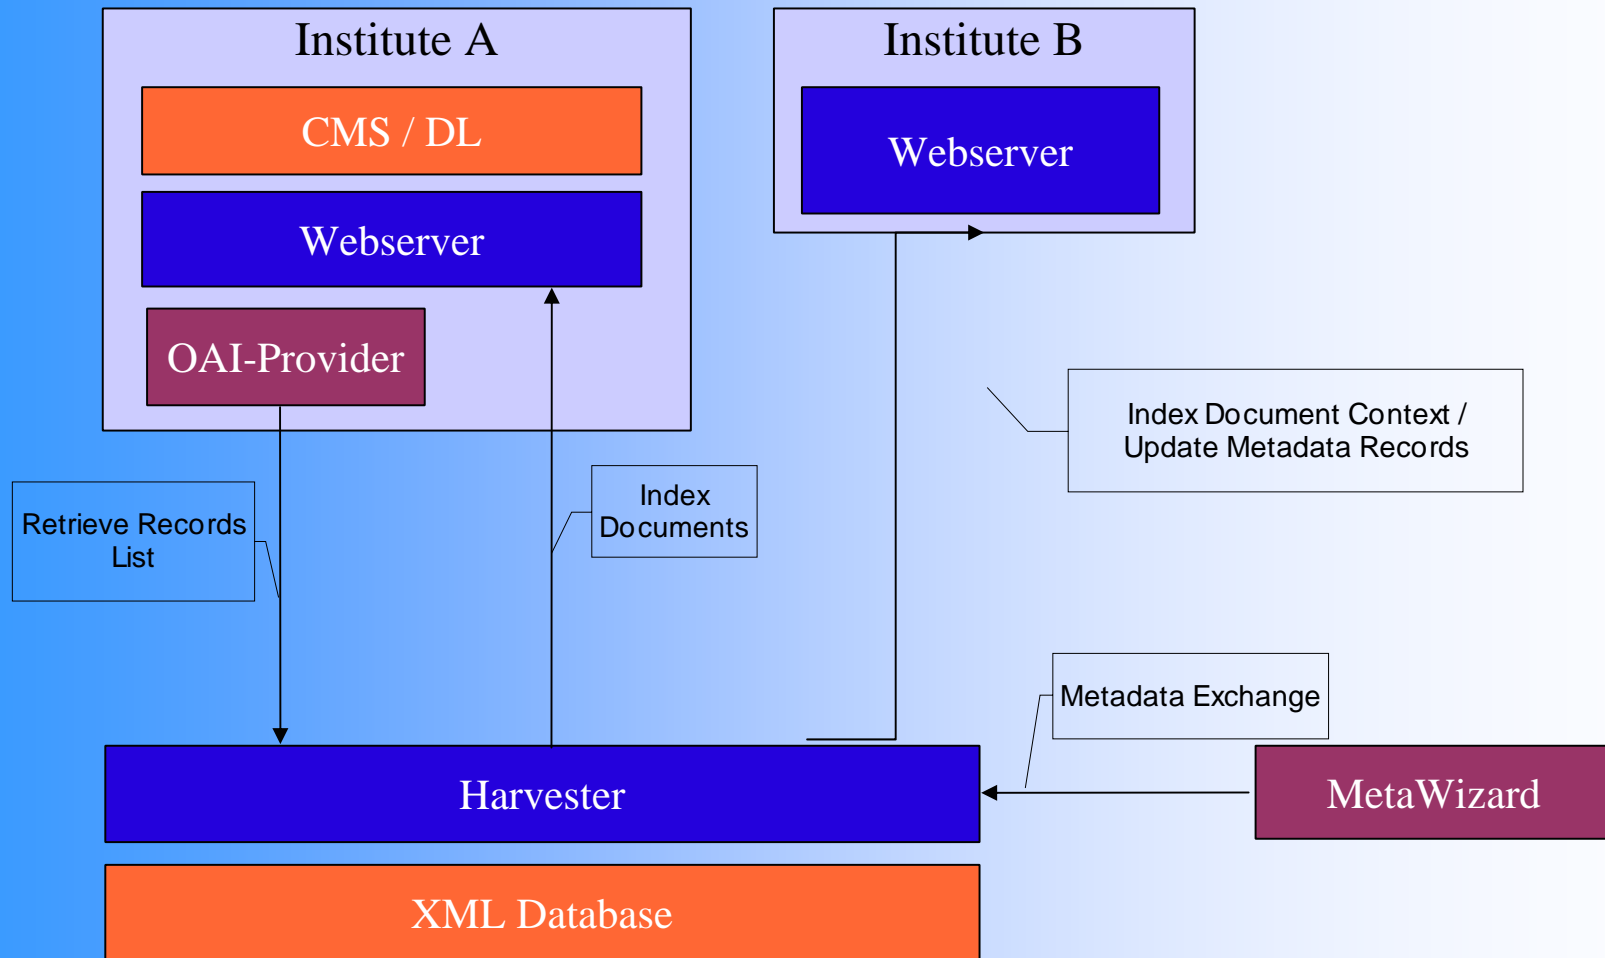 Institute A
CMS / DL
Webserver
OAI-Provider
Institute B
Webserver
Index Document Context /
Update Metadata Records
Index
Documents
Retrieve Records
List
Metadata Exchange
Harvester
MetaWizard
XML Database